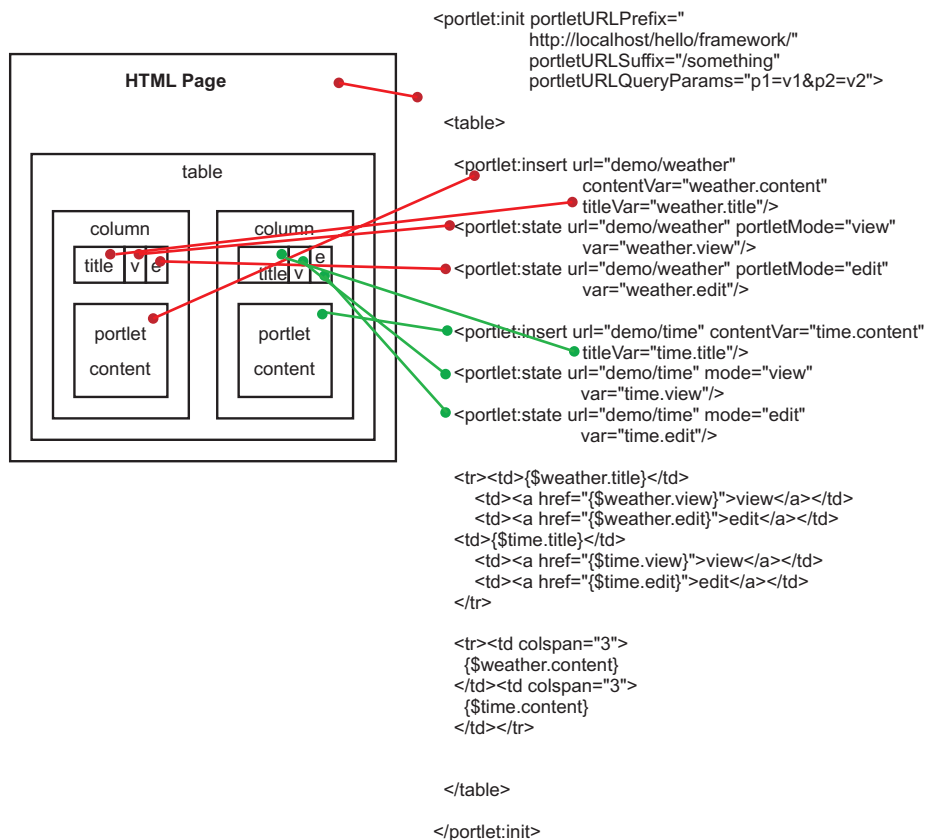 HTML Page
table
column
title v e
portlet
content
column
title v e
portlet
content
<portlet:init portletURLPrefix="
http://localhost/hello/framework/"
portletURLSuffix="/something"
portletURLQueryParams="p1=v1&p2=v2">
<table>
<portlet:insert url="demo/weather"
contentVar="weather.content"
titleVar="weather.title"/>
<portlet:state url="demo/weather" portletMode="view"
var="weather.view"/>
<portlet:state url="demo/weather" portletMode="edit"
var="weather.edit"/>
<portlet:insert url="demo/time" contentVar="time.content"
titleVar="time.title"/>
<portlet:state url="demo/time" mode="view"
var="time.view"/>
<portlet:state url="demo/time" mode="edit"
var="time.edit"/>
<tr><td>{$weather.title}</td>
<td><a href="{$weather.view}">view</a></td>
<td><a href="{$weather.edit}">edit</a></td>
<td>{$time.title}</td>
<td><a href="{$time.view}">view</a></td>
<td><a href="{$time.edit}">edit</a></td>
</tr>
<tr><td colspan="3">
{$weather.content}
</td><td colspan="3">
{$time.content}
</td></tr>
</table>
</portlet:init>